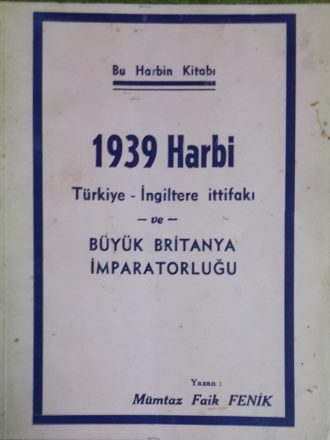 Bu Harbin Kitabı
1939 Harbi
Türkiye - İngiltere ittifakı
- ve -
BÜYÜK BRİTANYA
İMPARATORLUĞU
Yazan :
Mümtaz Faik FENİK